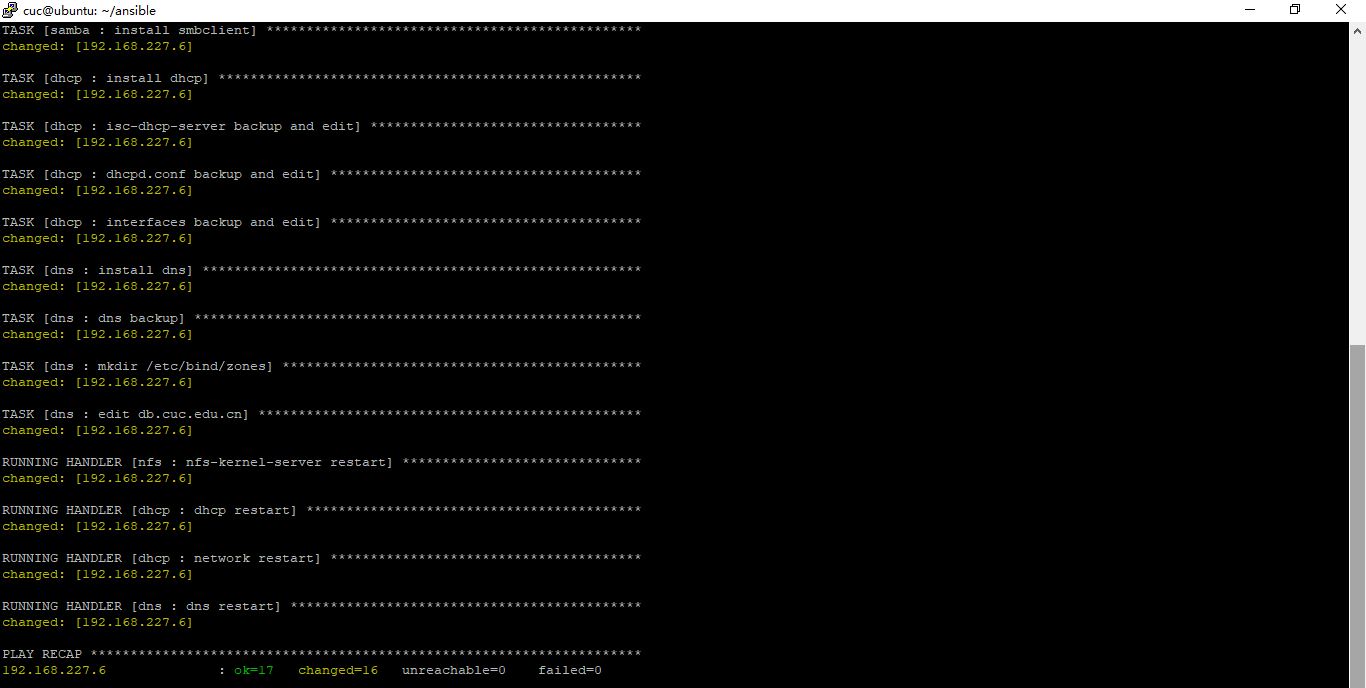 cuc@ubuntu: ~/ansible
TASK [samba : install smbclient] ***********************************************
changed: [192.168.227.6]
TASK [dhcp : install dhcp] *****************************************************
changed: [192.168.227.6]
TASK [dhcp : isc-dhcp-server backup and edit] **********************************
changed: [192.168.227.6]
TASK [dhcp : dhcpd.conf backup and edit] ***************************************
changed: [192.168.227.6]
TASK [dhcp : interfaces backup and edit] ***************************************
changed: [192.168.227.6]
TASK [dns : install dns] *******************************************************
changed: [192.168.227.6]
TASK [dns : dns backup] ********************************************************
changed: [192.168.227.6]
TASK [dns : mkdir /etc/bind/zones] *********************************************
changed: [192.168.227.6]
TASK [dns : edit db.cuc.edu.cn] ************************************************
changed: [192.168.227.6]
RUNNING HANDLER [nfs : nfs-kernel-server restart] ******************************
changed: [192.168.227.6]
RUNNING HANDLER [dhcp : dhcp restart] ******************************************
changed: [192.168.227.6]
RUNNING HANDLER [dhcp : network restart] ***************************************
changed: [192.168.227.6]
RUNNING HANDLER [dns : dns restart] ********************************************
changed: [192.168.227.6]
PLAY RECAP *********************************************************************
192.168.227.6              : ok=17   changed=16   unreachable=0    failed=0